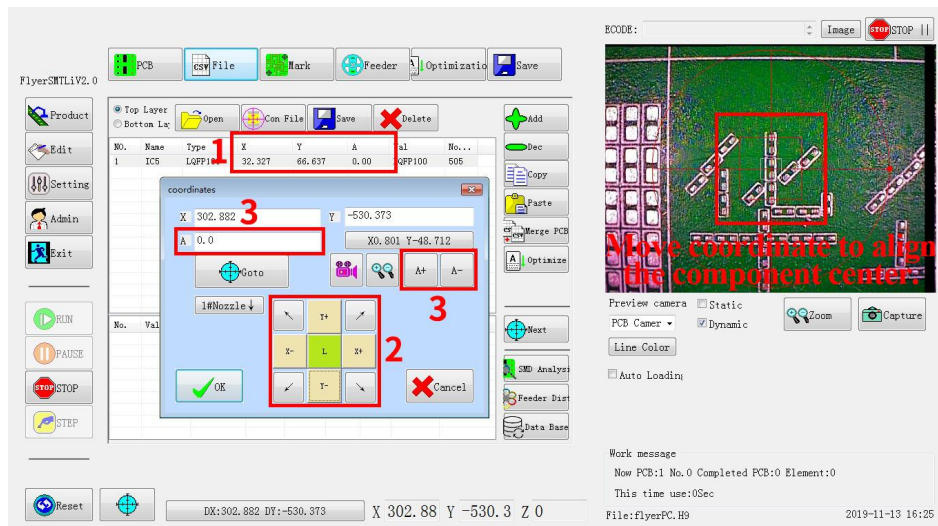 ECODE:
Image
STOP STOP ||
FlyerSMTLiV2.0
PCB
CSV File
Mark
Feeder
Optimizatio
Save
Product
Edit
Setting
Admin
Exit
RUN
PAUSE
STOP STOP
STEP
Reset
Top Layer
Bottom La
Open
Con File
Save
Delete
NO. Name Type X Y A Val No...
1 IC5 LQFP100 32.327 66.637 0.00 LQFP100 505
1
coordinates
X 302.882 Y -530.373
3
A 0.0
X0.801 Y-48.712
Goto
A+ A-
3
1#Nozzle↓
Y+
X- L X+
2
Y-
OK
Cancel
No. Val
Add
Dec
Copy
Paste
Merge PCB
Optimize
Next
SMD Analysi
Feeder Dist
Data Base
Move coordinate to align
the component center.
Preview camera
Static
PCB Camer
Dynamic
Zoom
Capture
Line Color
Auto Loading
Work message
Now PCB:1 No.0 Completed PCB:0 Element:0
This time use:0Sec
DX:302.882 DY:-530.373
X 302.88 Y -530.3 Z 0
File:flyerPC.H9
2019-11-13 16:25